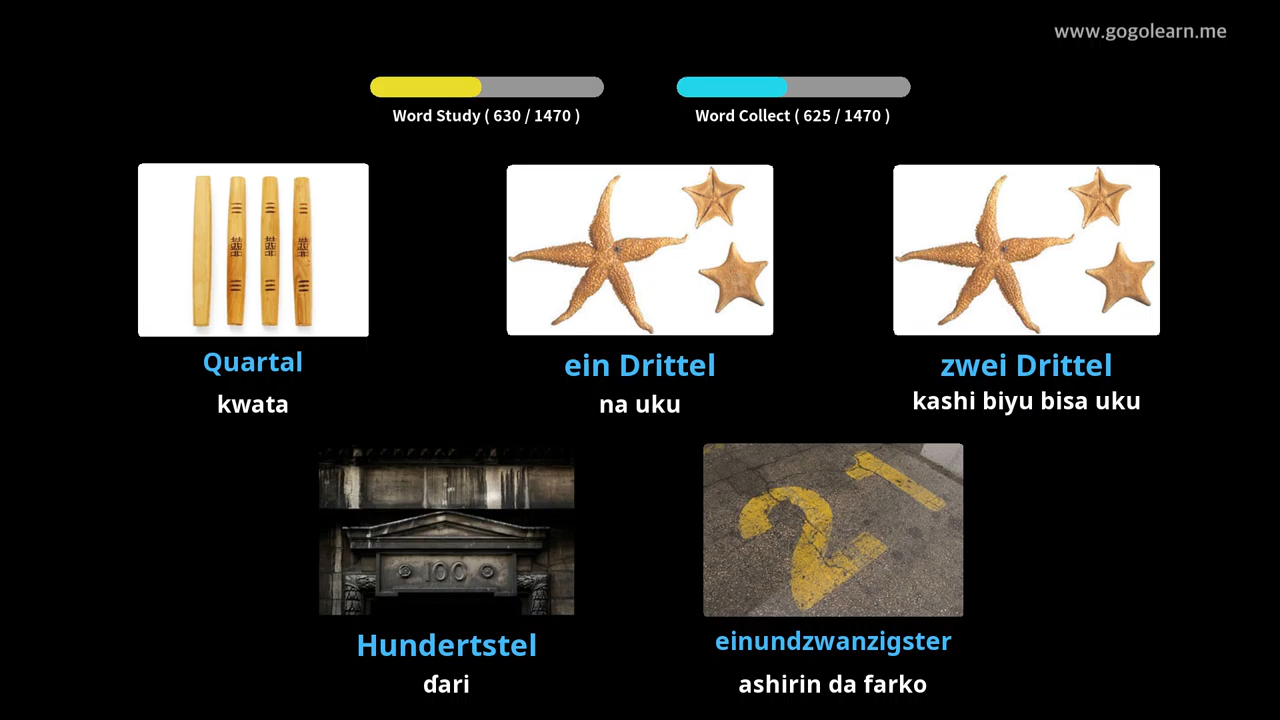 www.gogolearn.me
Word Study ( 630 / 1470 )
Word Collect ( 625 / 1470 )
Quartal
kwata
ein Drittel
na uku
zwei Drittel
kashi biyu bisa uku
100
21
Hundertstel
ɗari
einundzwanzigster
ashirin da farko